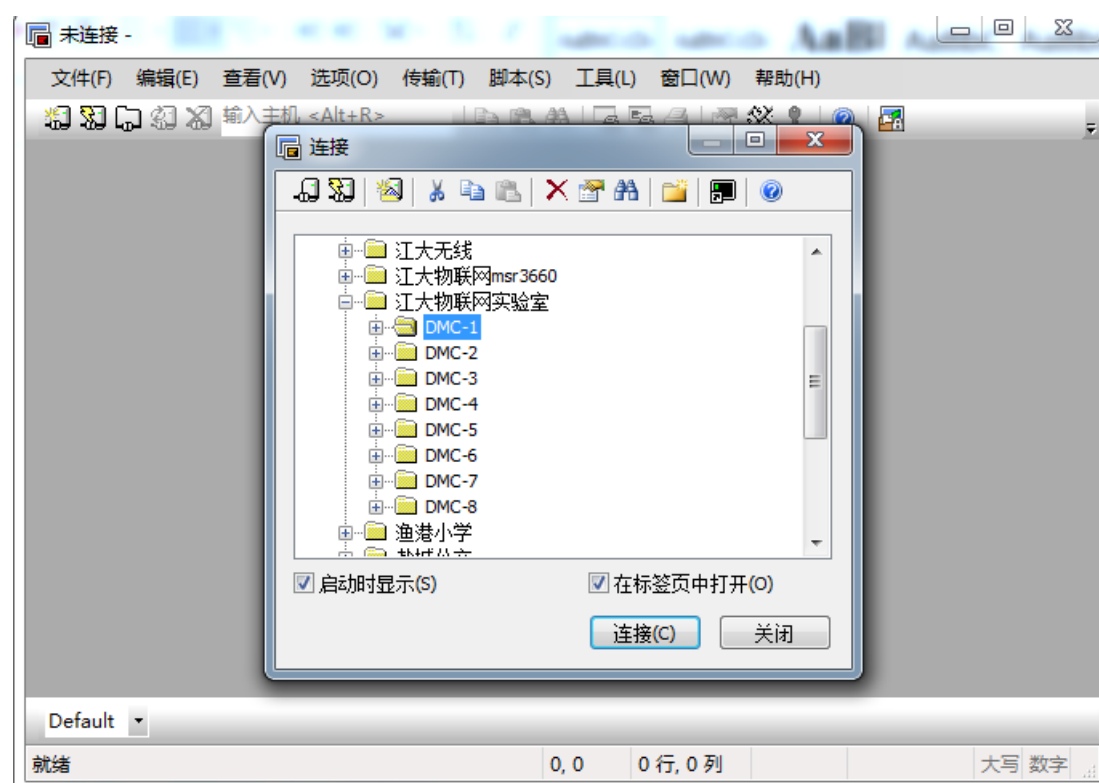 未连接 -
文件(F) 编辑(E) 查看(V) 选项(O) 传输(T) 脚本(S) 工具(L) 窗口(W) 帮助(H)
输入主机 <Alt+R>
连接
江大无线
江大物联网msr3660
江大物联网实验室
DMC-1
DMC-2
DMC-3
DMC-4
DMC-5
DMC-6
DMC-7
DMC-8
渔港小学
启动时显示(S) 在标签页中打开(O)
连接(C) 关闭
Default
就绪 0, 0 0 行, 0 列 大写 数字